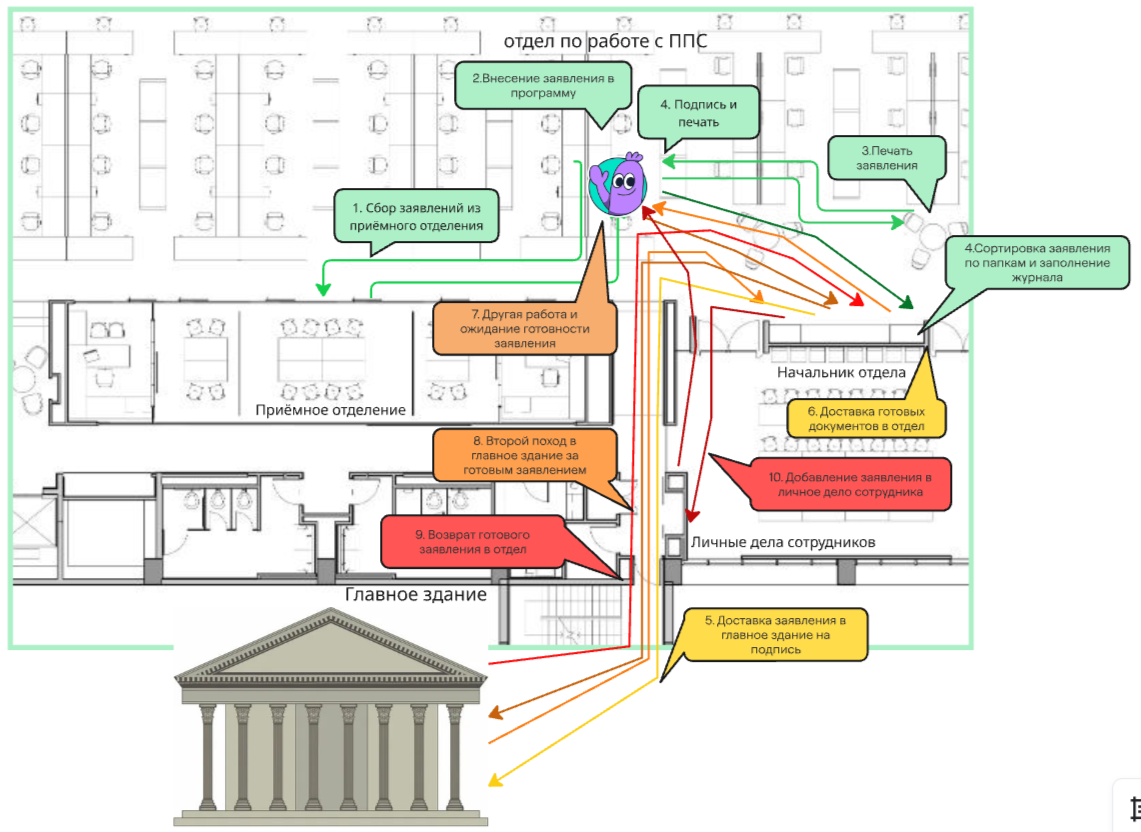 отдел по работе с ППС
2.Внесение заявления в
программу
4. Подпись и
печать
3.Печать
заявления
1. Сбор заявлений из
приёмного отделения
4.Сортировка заявления
по папкам и заполнение
журнала
7. Другая работа и
ожидание готовности
заявления
Начальник отдела
Приёмное отделение
6. Доставка готовых
документов в отдел
8. Второй поход в
главное здание за
готовым заявлением
10. Добавление заявления в
личное дело сотрудника
9. Возврат готового
заявления в отдел
Личные дела сотрудников
Главное здание
5. Доставка заявления в
главное здание на
подпись